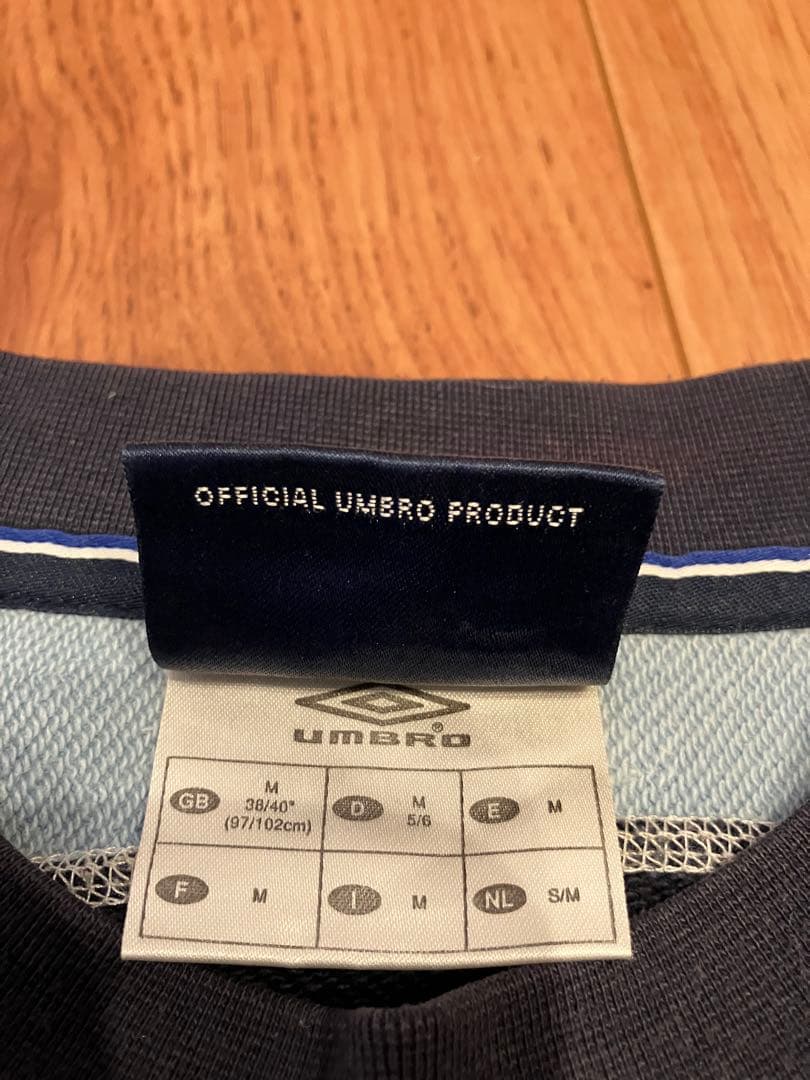 OFFICIAL UMBRO PRODUCT
UMBRO®
GB M 38/40" (97/102cm)
D M 5/6
E M
F M
I M
NL S/M